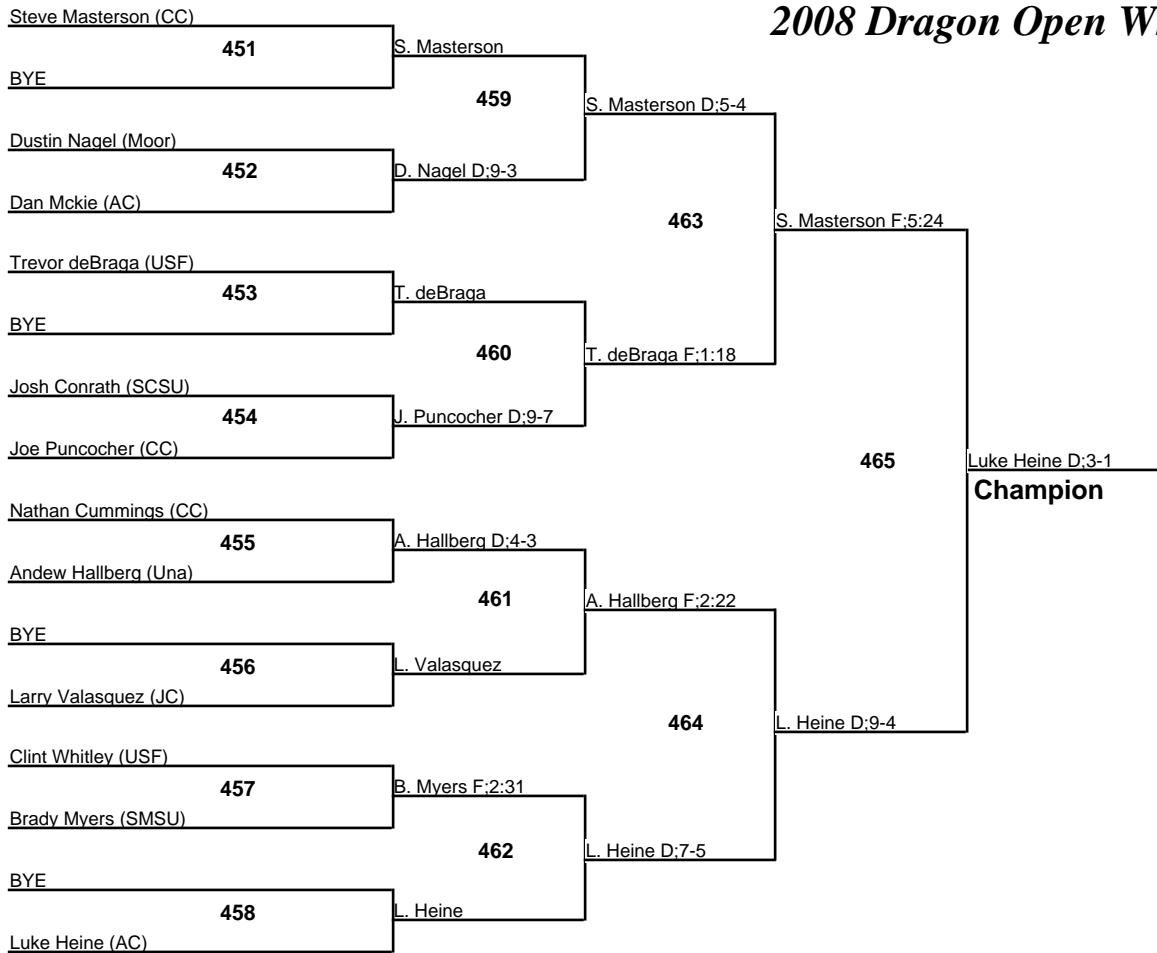 2008 Dragon Open
Steve Masterson (CC)
451
BYE
S. Masterson
459
Dustin Nagel (Moor)
452
Dan Mckie (AC)
D. Nagel D;9-3
S. Masterson D;5-4
463
Trevor deBraga (USF)
453
BYE
T. deBraga
460
Josh Conrath (SCSU)
454
Joe Puncocher (CC)
J. Puncocher D;9-7
T. deBraga F;1:18
S. Masterson F;5:24
465
Nathan Cummings (CC)
455
Andew Hallberg (Una)
A. Hallberg D;4-3
461
BYE
456
Larry Valasquez (JC)
L. Valasquez
A. Hallberg F;2:22
464
Clint Whitley (USF)
457
Brady Myers (SMSU)
B. Myers F;2:31
462
BYE
458
Luke Heine (AC)
L. Heine
L. Heine D;7-5
L. Heine D;9-4
Luke Heine D;3-1
Champion